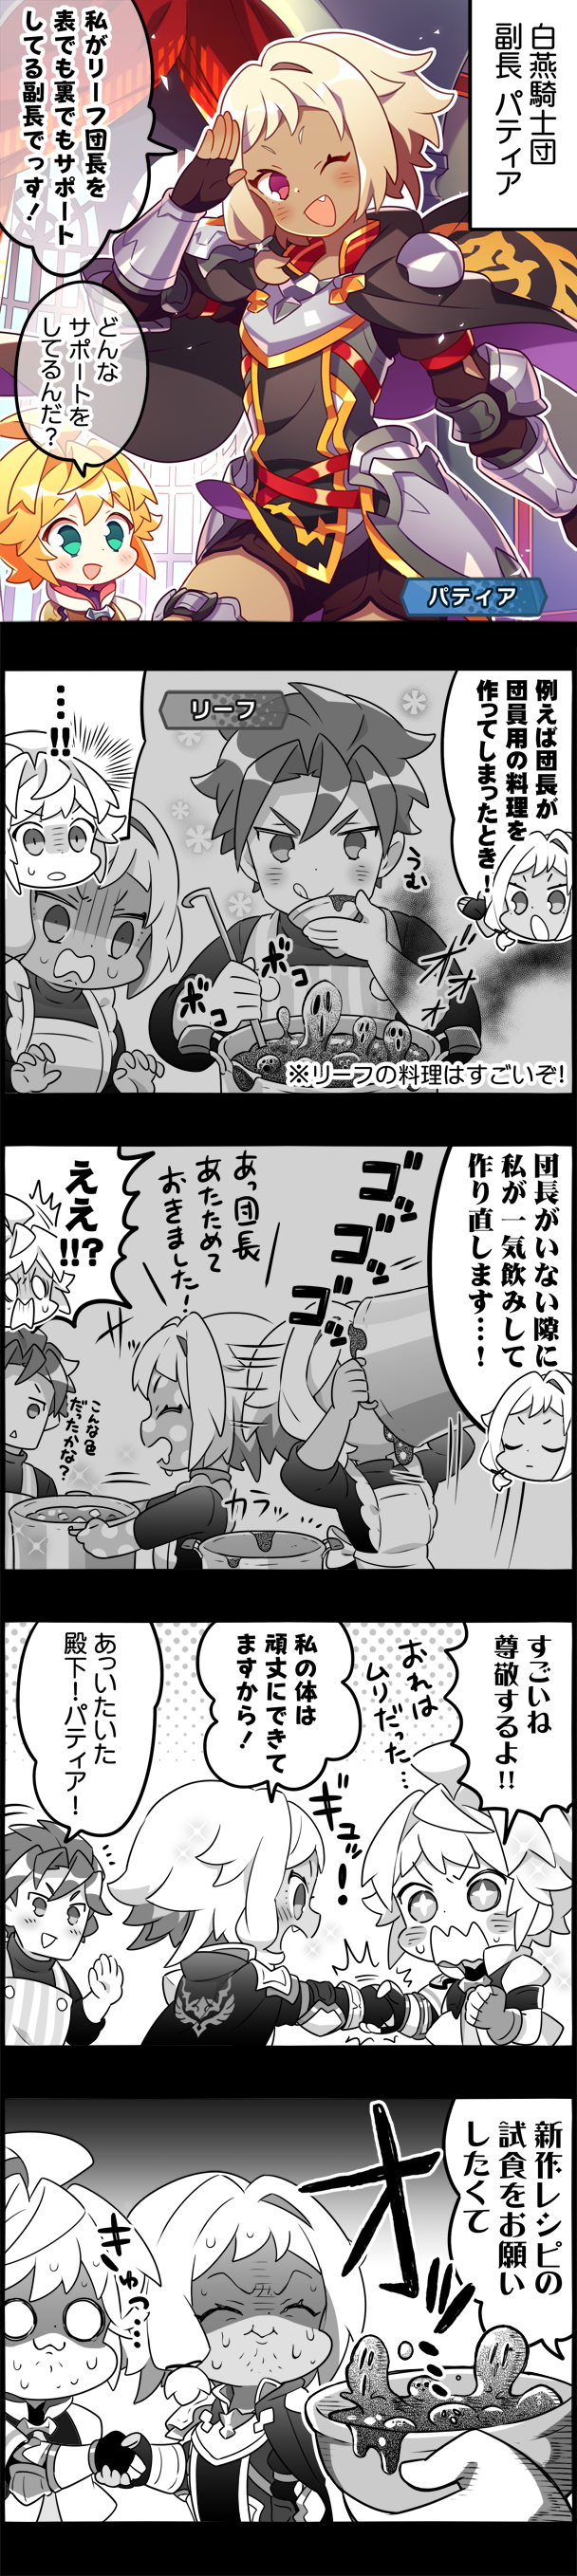 白燕騎士団
副長 パティア
私がリーフ団長を
表でも裏でもサポート
してる副長でっす！
どんな
サポートを
してるんだ？
パティア
例えば団長が
団員用の料理を
作ってしまったとき！
リーフ
…!!
うむ
ボコ
ボコ
オォォ
※リーフの料理はすごいぞ!
団長がいない隙に
私が一気飲みして
作り直します…！
ゴッ
ゴッ
ゴッ
あっ団長
あたためて
おきました！
ええ!!?
こんな色
だったかな？
カラッ
すごいね
尊敬するよ!!
おれは
ムリだった…
私の体は
頑丈にできて
ますから！
ギュッ！
あっいたいた
殿下！パティア！
新作レシピの
試食をお願い
したくて
オッ
きゅっ…